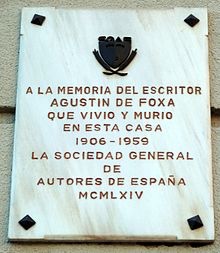 SGAE
A LA MEMORIA DEL ESCRITOR
AGUSTIN DE FOXA
QUE VIVIO Y MURIO
EN ESTA CASA
1906-1959
LA SOCIEDAD GENERAL
DE
AUTORES DE ESPAÑA
MCMLXIV